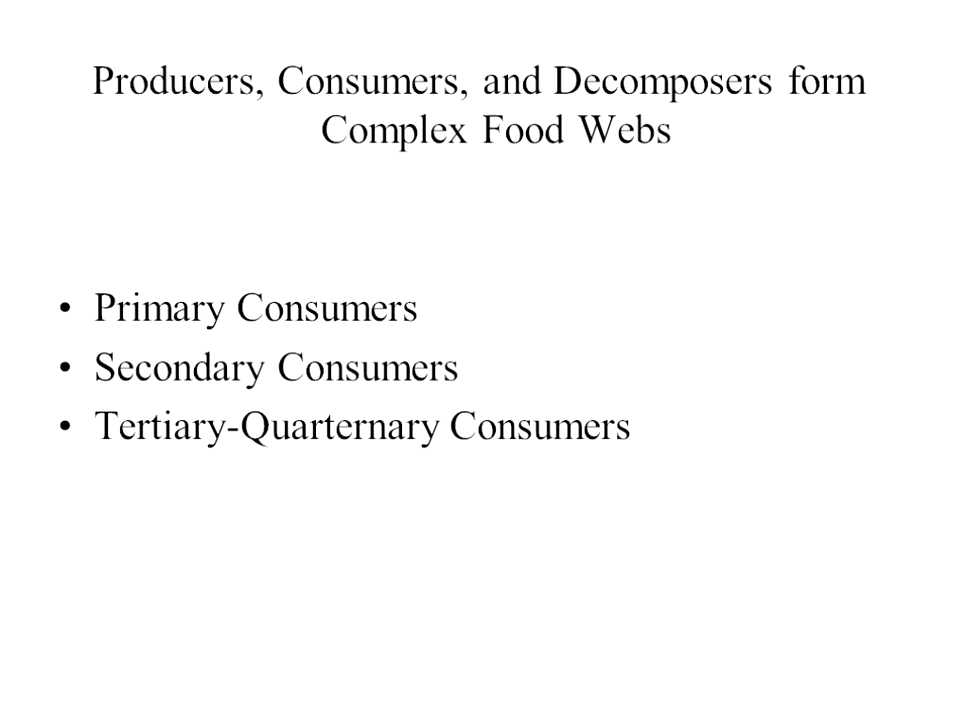 Producers, Consumers, and Decomposers form
Complex Food Webs
• Primary Consumers
• Secondary Consumers
• Tertiary-Quarternary Consumers